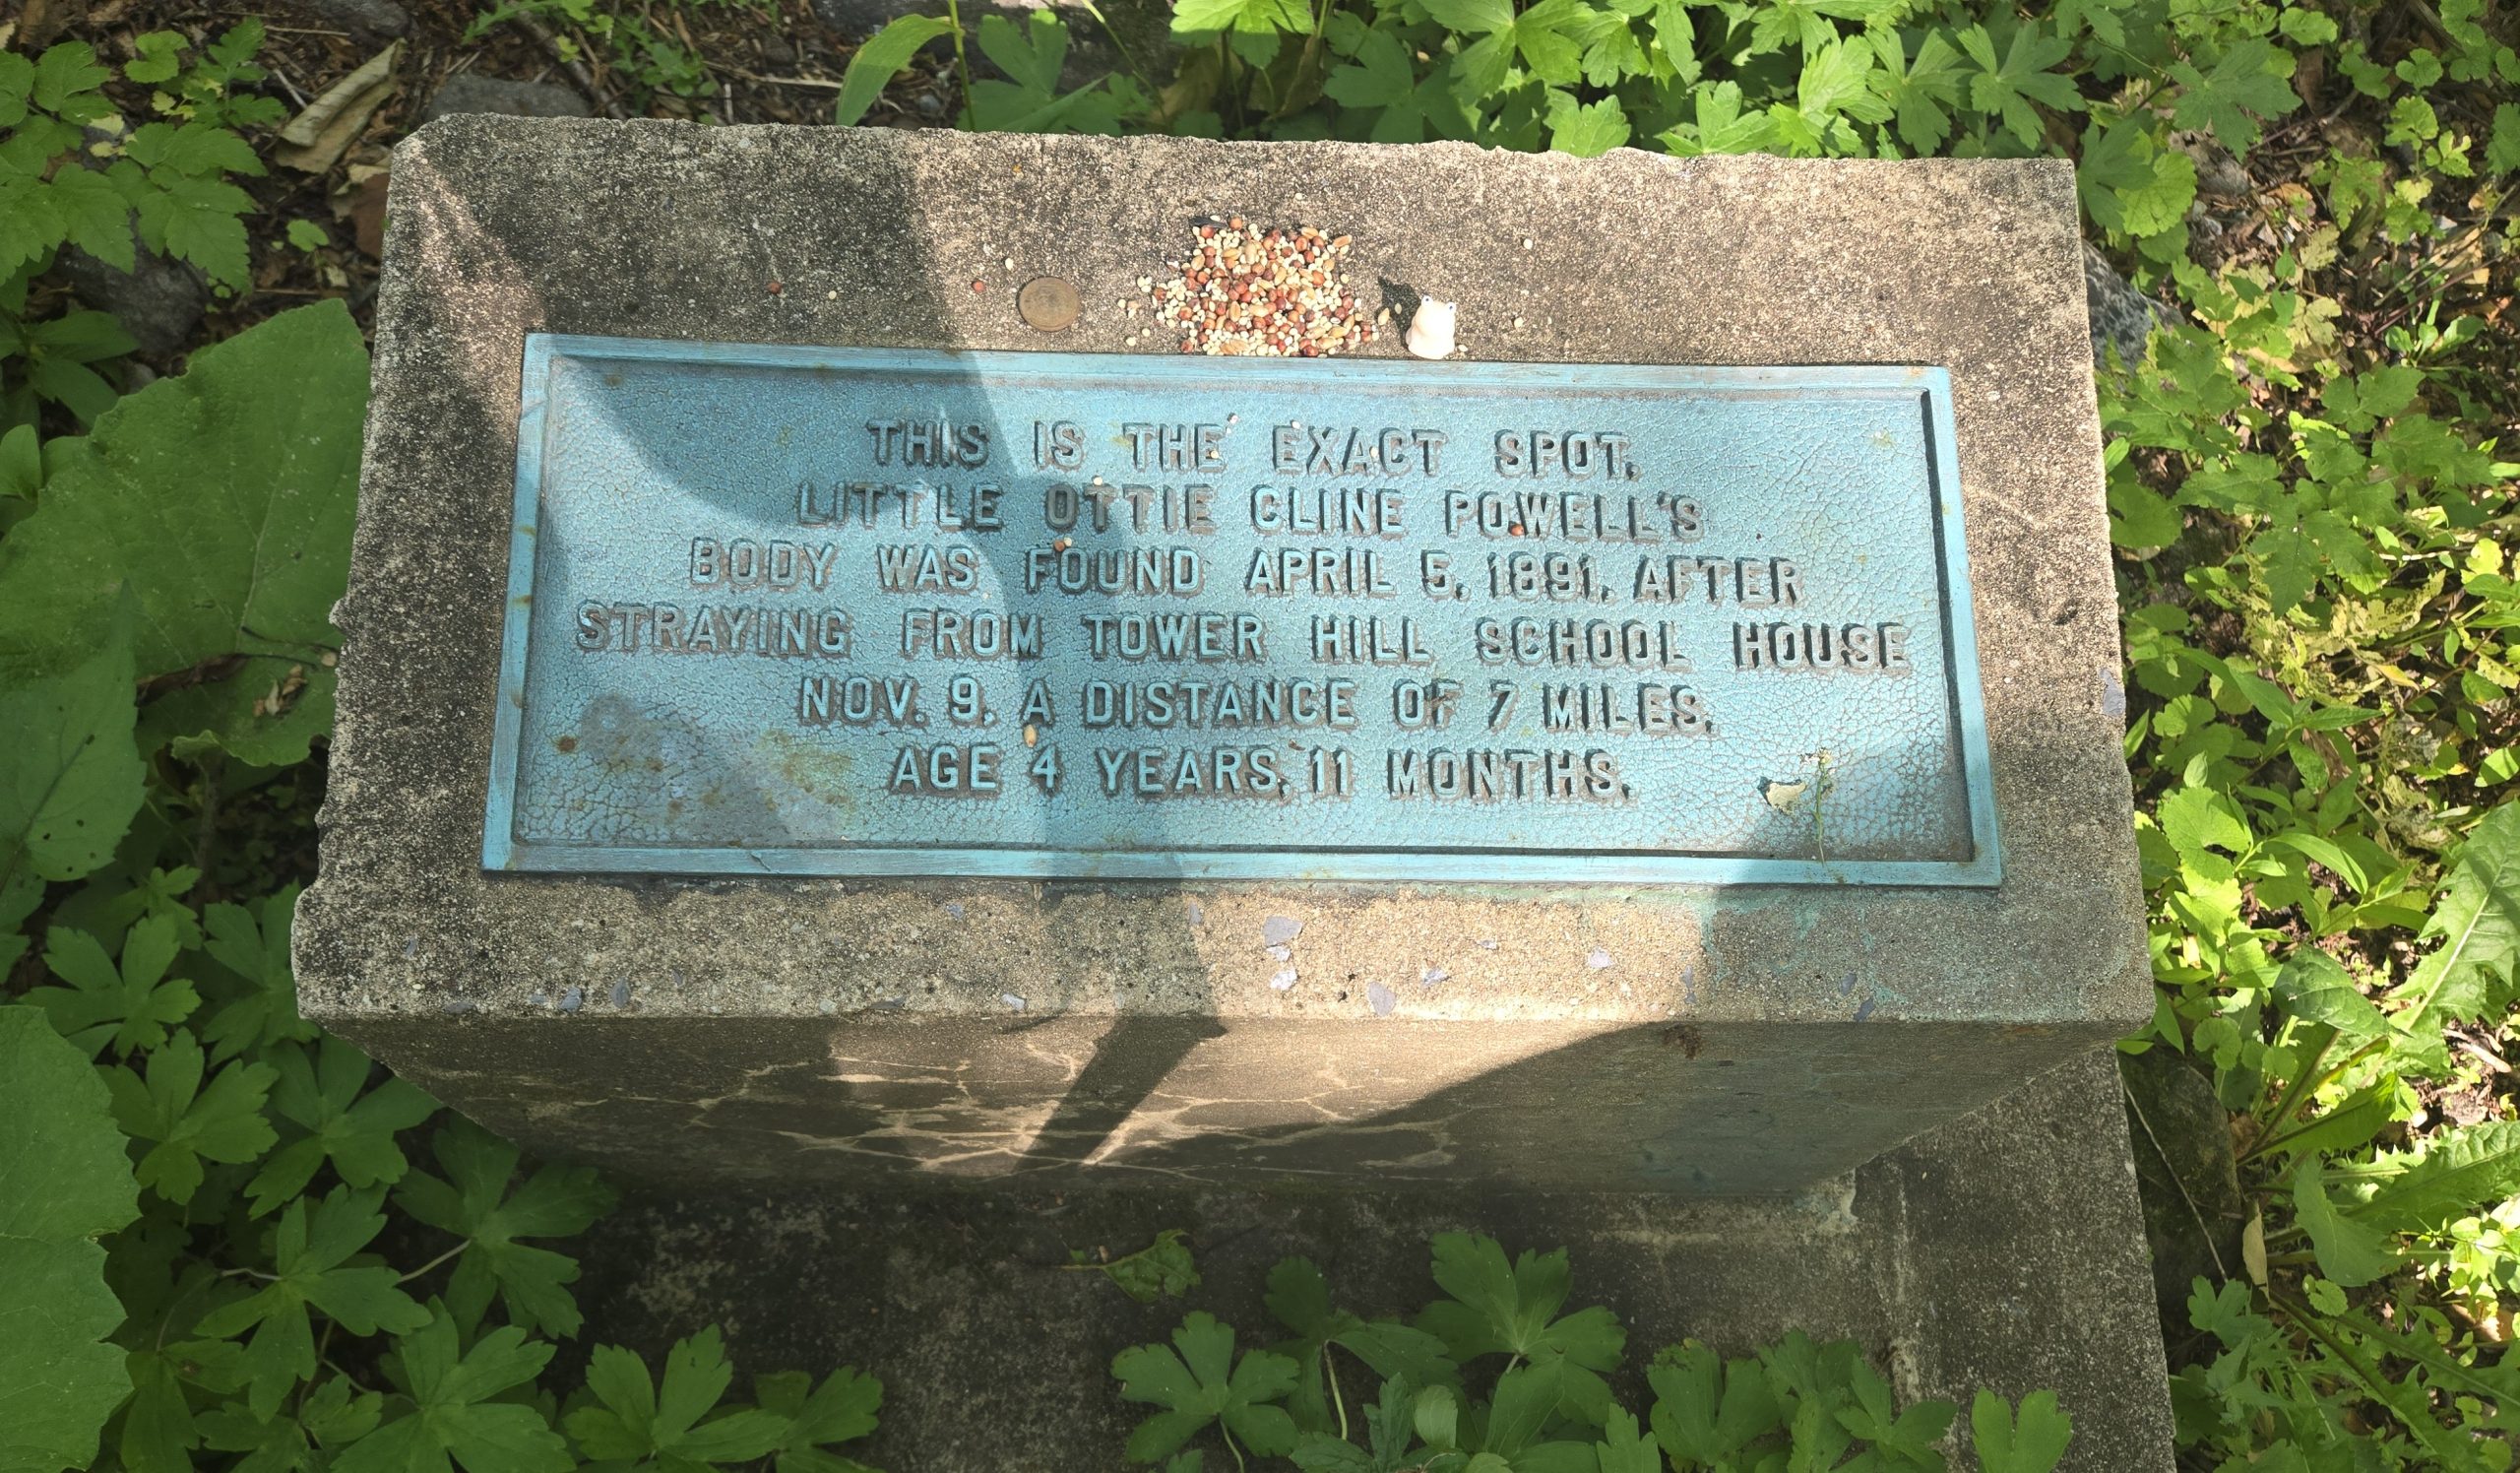 THIS IS THE EXACT SPOT,
LITTLE OTTIE CLINE POWELL'S
BODY WAS FOUND APRIL 5, 1891, AFTER
STRAYING FROM TOWER HILL SCHOOL HOUSE
NOV. 9, A DISTANCE OF 7 MILES,
AGE 4 YEARS, 11 MONTHS.